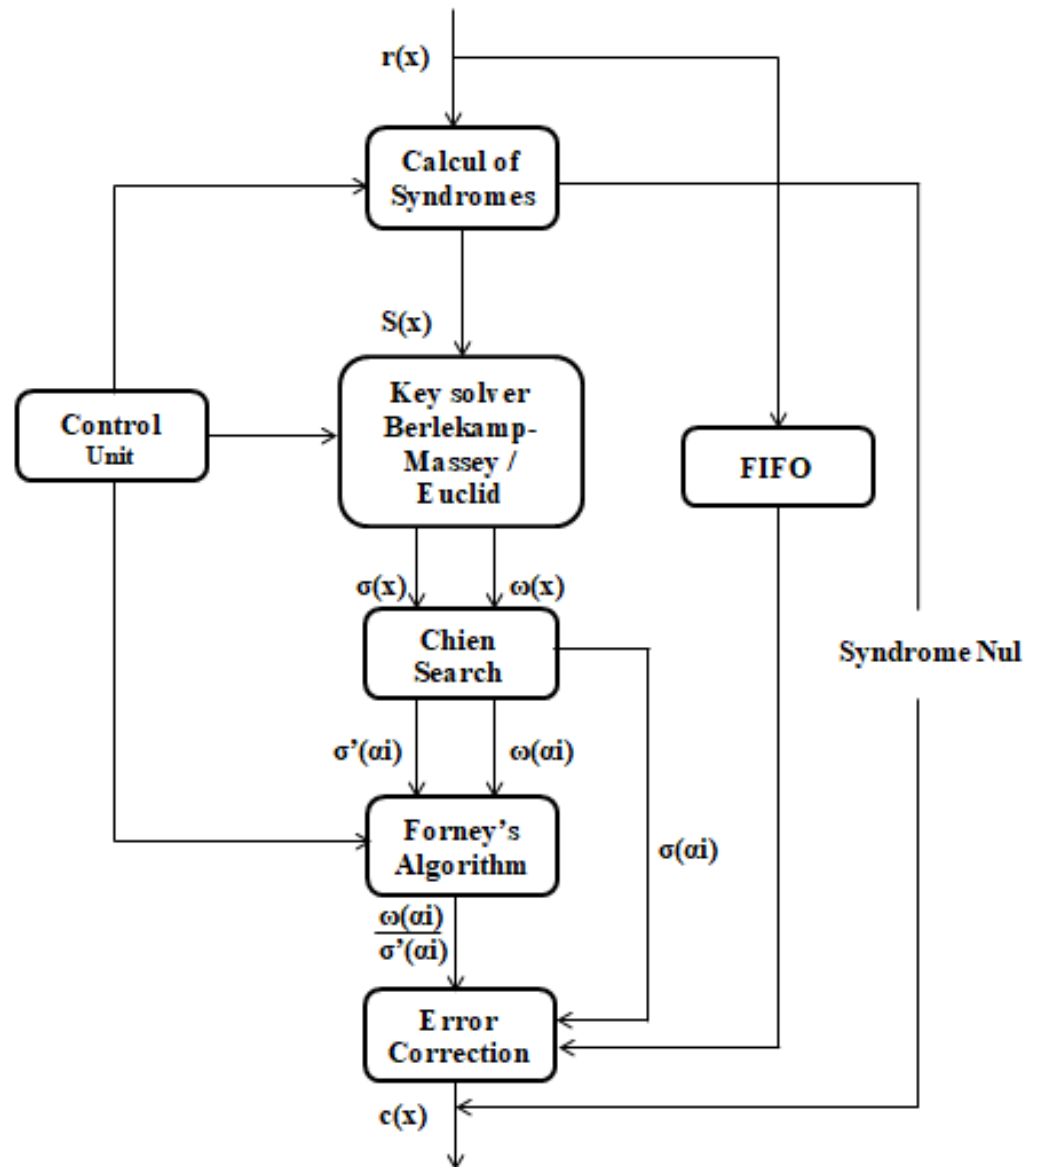 r(x)
Calcul of
Syndromes
S(x)
Key solver
Berlekamp-
Massey /
Euclid
Control
Unit
FIFO
σ(x)
ω(x)
Chien
Search
Syndrome Nul
σ’(αi)
ω(αi)
Forney’s
Algorithm
σ(αi)
ω(αi)
σ’(αi)
Error
Correction
c(x)